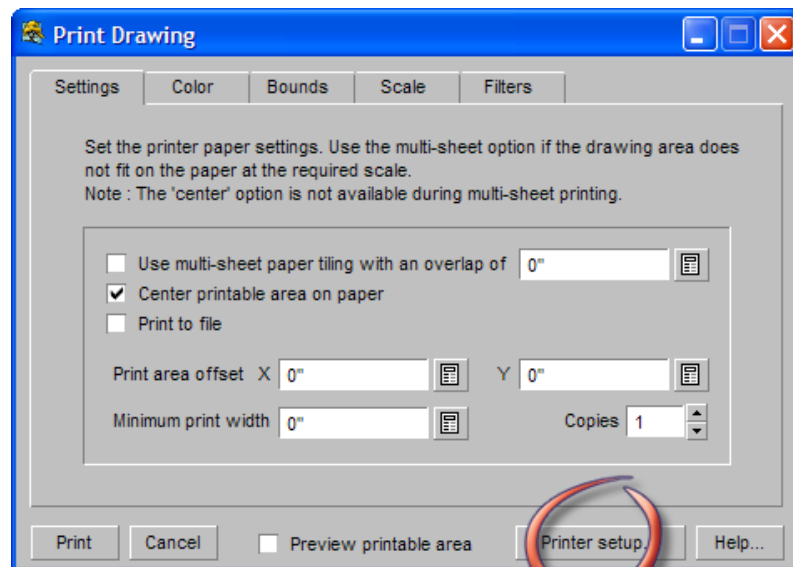 Print Drawing
Settings Color Bounds Scale Filters
Set the printer paper settings. Use the multi-sheet option if the drawing area does
not fit on the paper at the required scale.
Note : The 'center' option is not available during multi-sheet printing.
Use multi-sheet paper tiling with an overlap of 0"
Center printable area on paper
Print to file
Print area offset X 0" Y 0"
Minimum print width 0" Copies 1
Print Cancel Preview printable area Printer setup... Help...